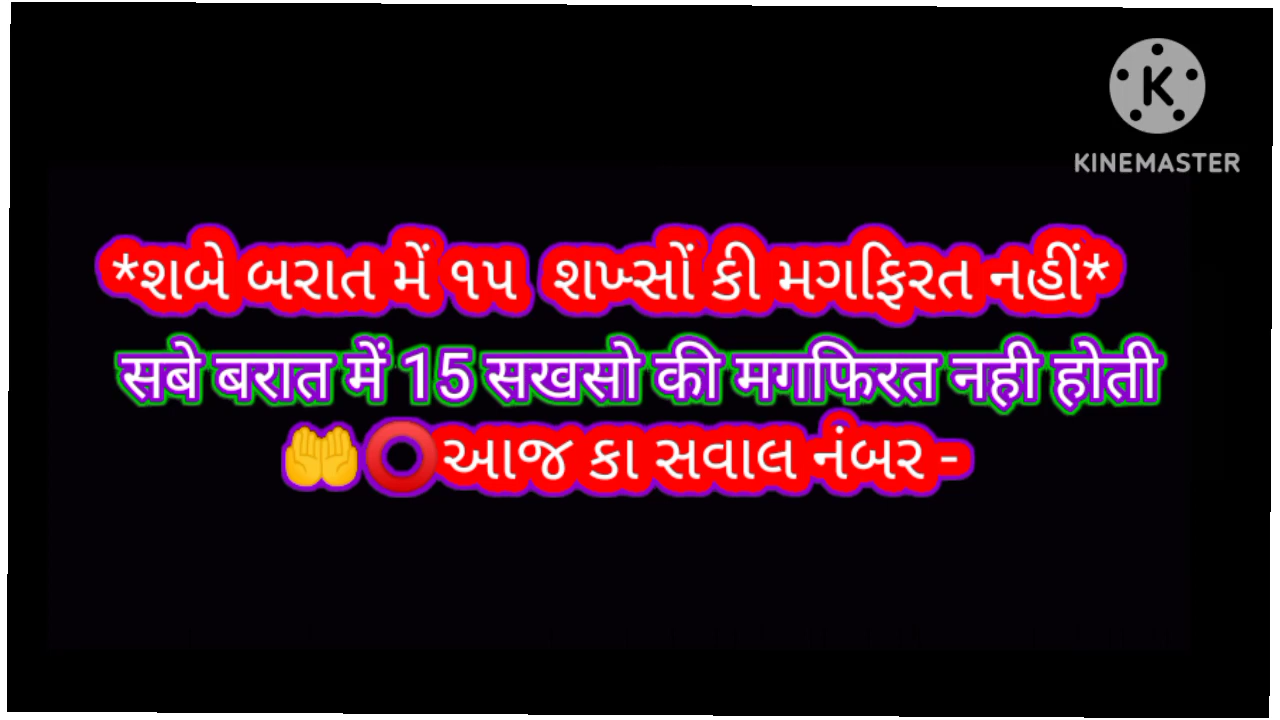 KINEMASTER
*શબે બરાત મેં ૧૫ શખ્સોં કી મગફિરત નહીં*
सबे बरात में 15 सखसो की मगफिरत नही होती
🤲⭕આજ કા સવાલ નંબર -